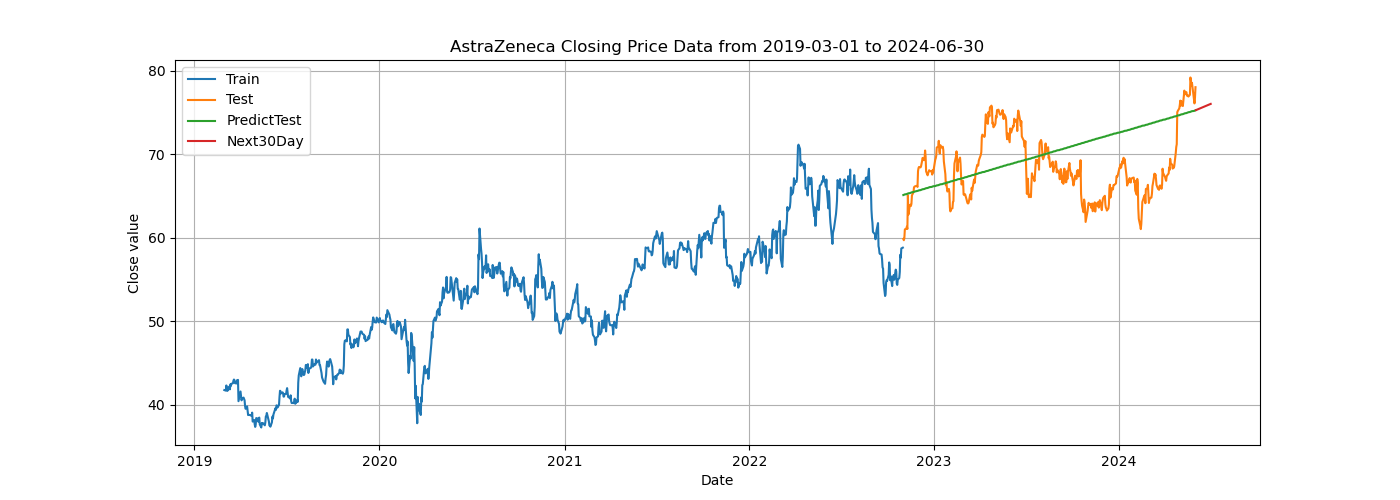 AstraZeneca Closing Price Data from 2019-03-01 to 2024-06-30
Train
Test
PredictTest
Next30Day
Close value
80
70
60
50
40
2019
2020
2021
2022
2023
2024
Date